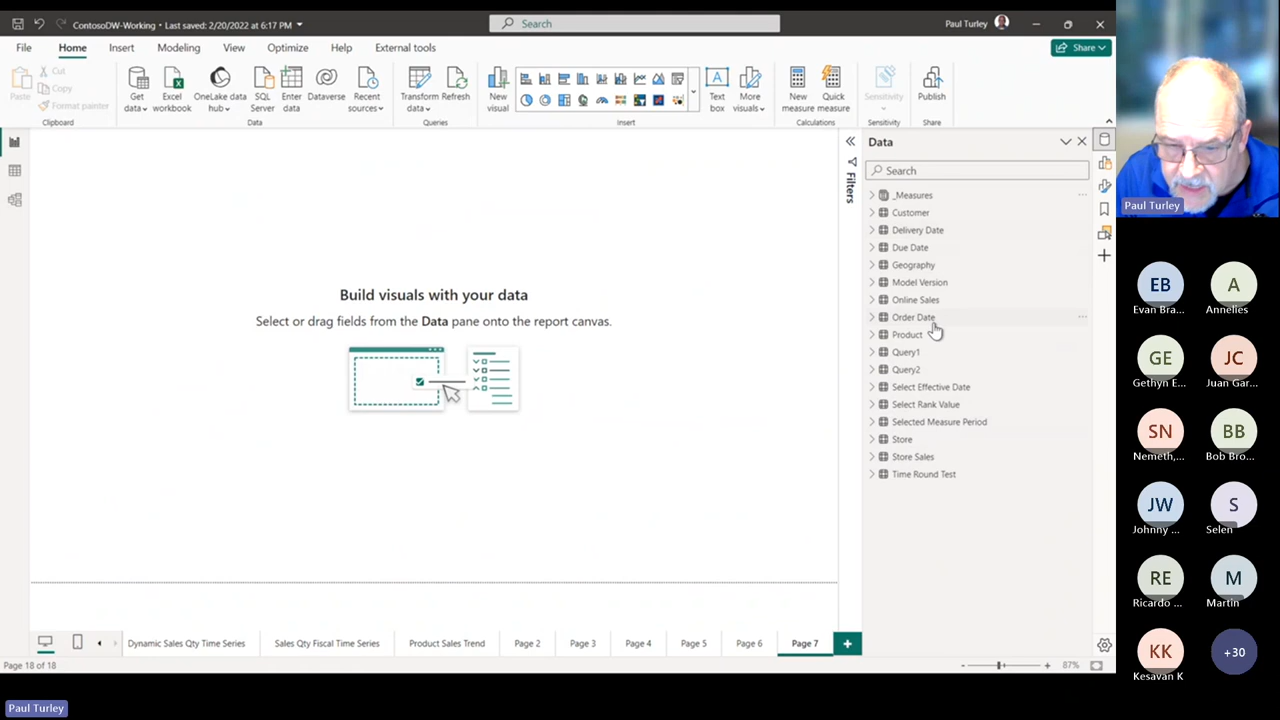 ContosoDW-Working • Last saved: 2/20/2022 at 6:17 PM
Search
Paul Turley
File
Home
Insert
Modeling
View
Optimize
Help
External tools
Share
Paste
Cut
Copy
Format painter
Clipboard
Get data
Excel workbook
OneLake data hub
SQL Server
Enter data
Dataverse
Recent sources
Data
Transform data
Refresh
Queries
New visual
Text box
More visuals
Insert
New measure
Quick measure
Calculations
Sensitivity
Sensitivity
Publish
Share
Filters
Data
Search
_Measures
Customer
Delivery Date
Due Date
Geography
Model Version
Online Sales
Order Date
Product
Query1
Query2
Select Effective Date
Select Rank Value
Selected Measure Period
Store
Store Sales
Time Round Test
Build visuals with your data
Select or drag fields from the Data pane onto the report canvas.
Dynamic Sales Qty Time Series
Sales Qty Fiscal Time Series
Product Sales Trend
Page 2
Page 3
Page 4
Page 5
Page 6
Page 7
Page 18 of 18
87%
Paul Turley
EB
Evan Bra...
A
Annelies
GE
Gethyn E...
JC
Juan Gar...
SN
Nemeth,...
BB
Bob Bro...
JW
Johnny ...
S
Selen
RE
Ricardo ...
M
Martin
KK
Kesavan K
+30
Paul Turley